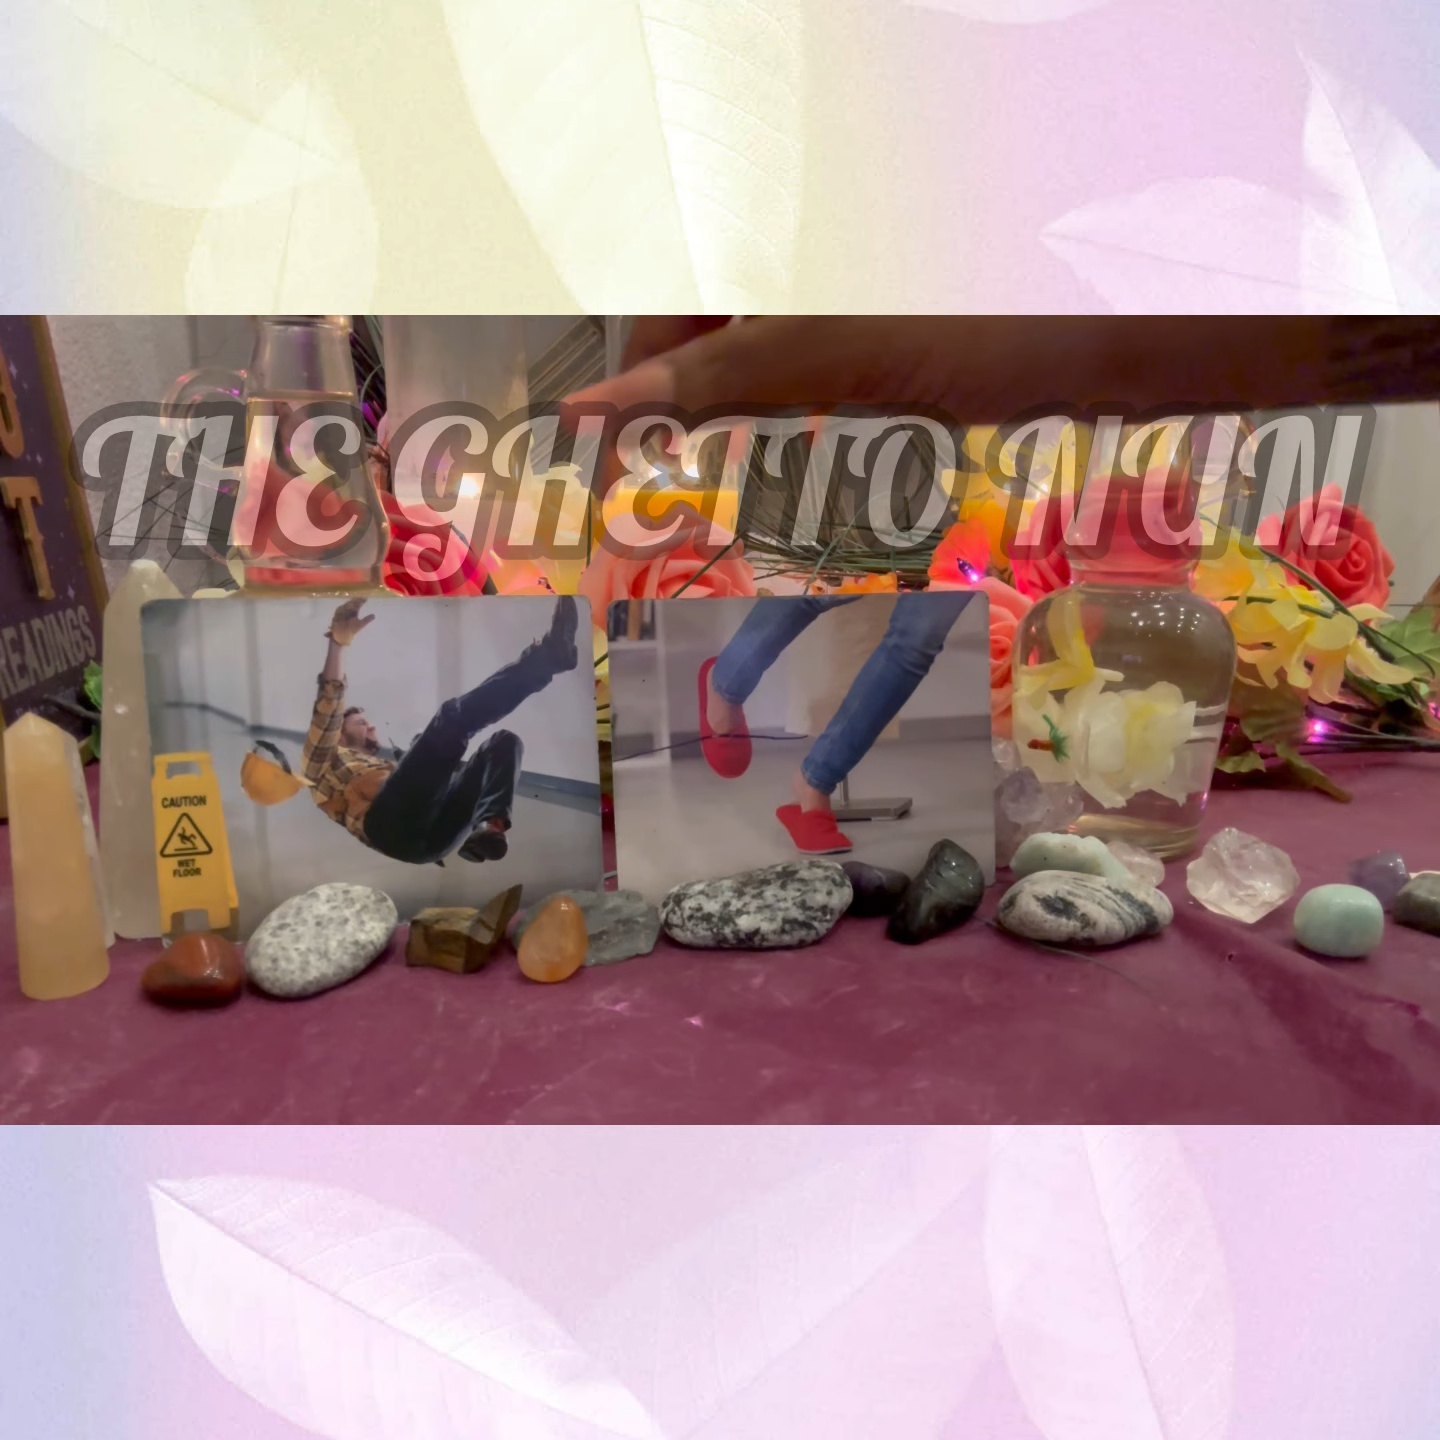 THE GHETTO NUN
T
READINGS
CAUTION
WET
FLOOR